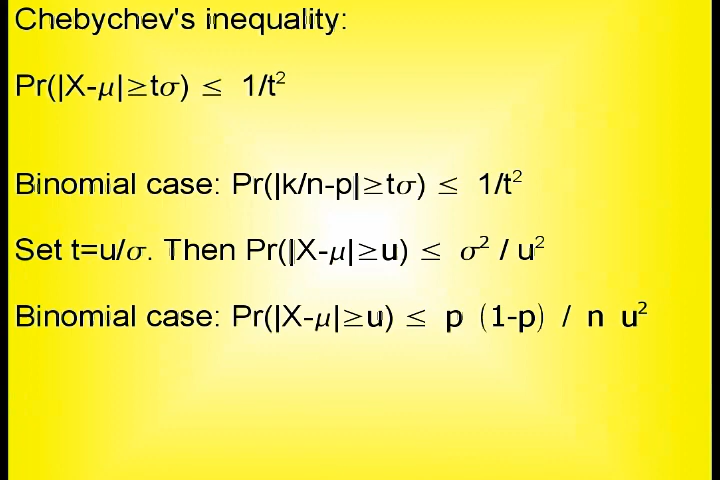 Chebychev's inequality:
Pr(|X-μ|≥tσ) ≤ 1/t²
Binomial case: Pr(|k/n-p|≥tσ) ≤ 1/t²
Set t=u/σ. Then Pr(|X-μ|≥u) ≤ σ² / u²
Binomial case: Pr(|X-μ|≥u) ≤ p (1-p) / n u²